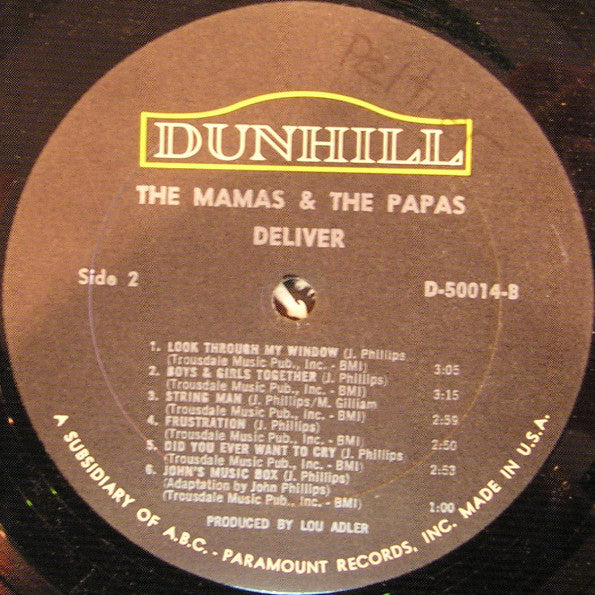 DUNHILL
THE MAMAS & THE PAPAS
DELIVER
Side 2
D-50014-B
1. LOOK THROUGH MY WINDOW (J. Phillips
(Trousdale Music Pub., Inc. - BMI) 3:05
2. BOYS & GIRLS TOGETHER (J. Phillips)
(Trousdale Music Pub., Inc. - BMI) 3:15
3. STRING MAN (J. Phillips/M. Gilliam
(Trousdale Music Pub., Inc. - BMI) 2:59
4. FRUSTRATION (J. Phillips)
(Trousdale Music Pub., Inc. - BMI) 2:50
5. DID YOU EVER WANT TO CRY (J. Phillips
(Trousdale Music Pub., Inc. - BMI) 2:53
6. JOHN'S MUSIC BOX (J. Phillips)
(Adaptation by John Phillips)
(Trousdale Music Pub., Inc. - BMI) 1:00
PRODUCED BY LOU ADLER
A SUBSIDIARY OF A.B.C. - PARAMOUNT RECORDS, INC. MADE IN U.S.A.